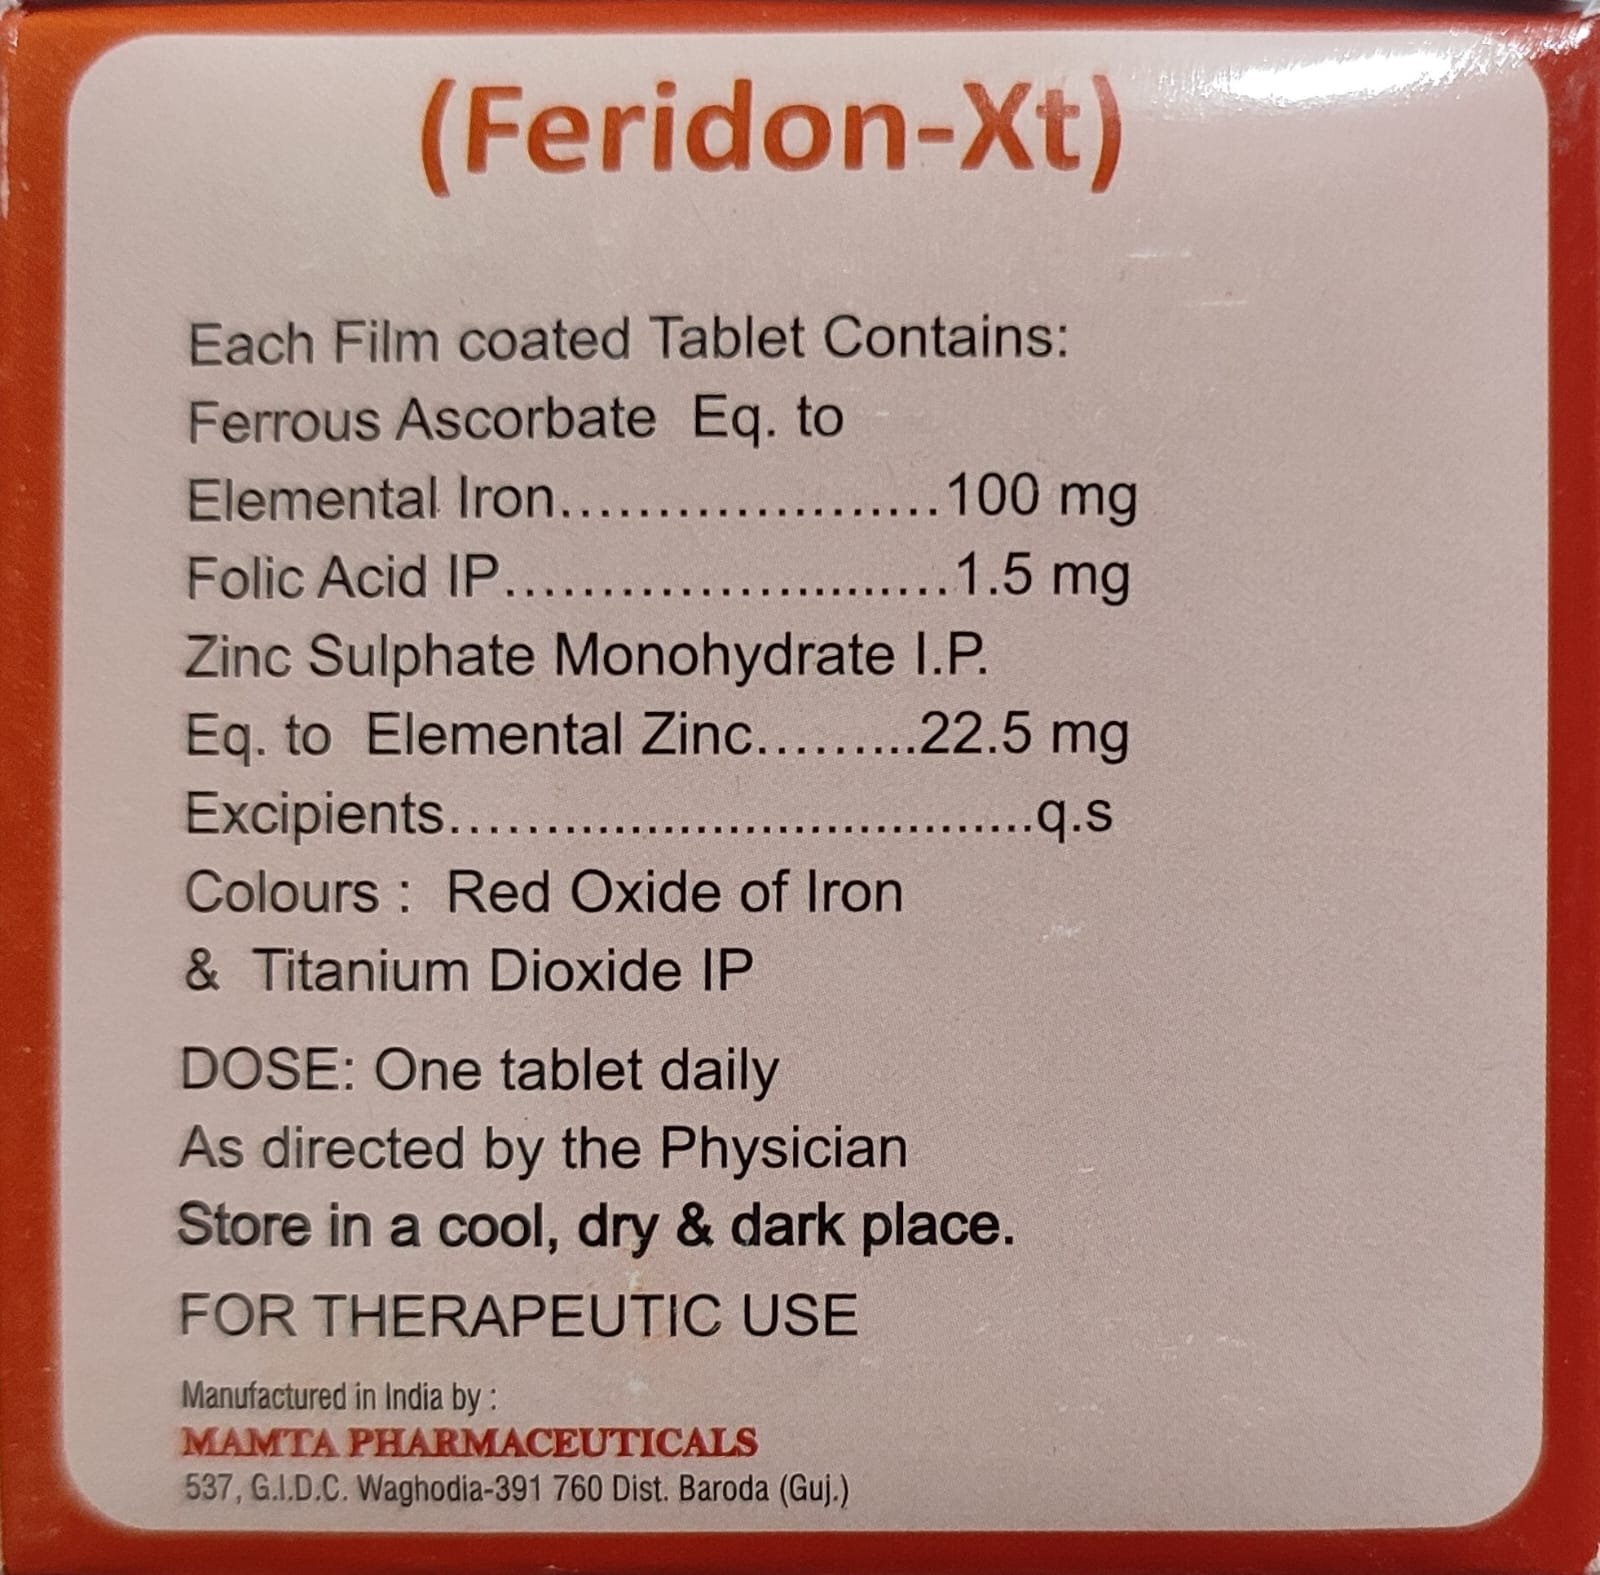 (Feridon-Xt)
Each Film coated Tablet Contains:
Ferrous Ascorbate Eq. to
Elemental Iron....................100 mg
Folic Acid IP.......................1.5 mg
Zinc Sulphate Monohydrate I.P.
Eq. to Elemental Zinc.........22.5 mg
Excipients..................................q.s
Colours : Red Oxide of Iron
& Titanium Dioxide IP
DOSE: One tablet daily
As directed by the Physician
Store in a cool, dry & dark place.
FOR THERAPEUTIC USE
Manufactured in India by :
MAMTA PHARMACEUTICALS
537, G.I.D.C. Waghodia-391 760 Dist. Baroda (Guj.)